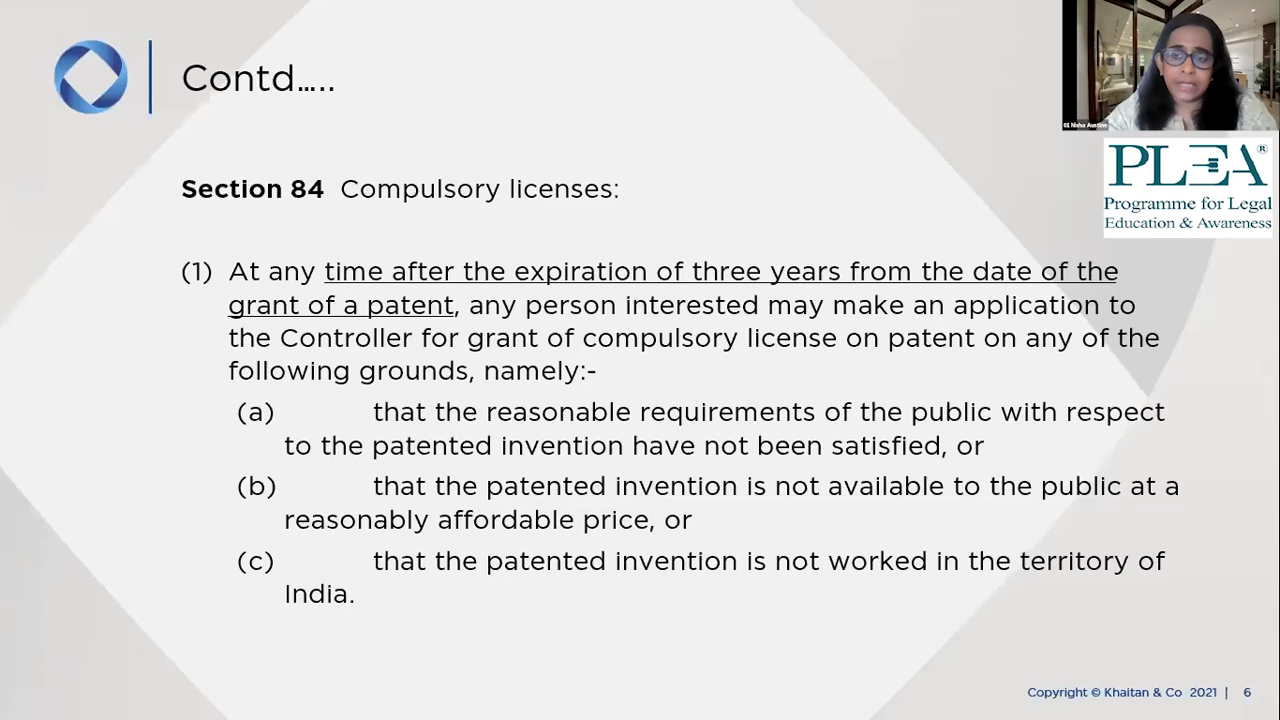 Contd.....
01 Nisha Austine
PLEA®
Programme for Legal
Education & Awareness
Section 84 Compulsory licenses:
(1) At any time after the expiration of three years from the date of the
grant of a patent, any person interested may make an application to
the Controller for grant of compulsory license on patent on any of the
following grounds, namely:-
(a) that the reasonable requirements of the public with respect
to the patented invention have not been satisfied, or
(b) that the patented invention is not available to the public at a
reasonably affordable price, or
(c) that the patented invention is not worked in the territory of
India.
Copyright © Khaitan & Co 2021 | 6